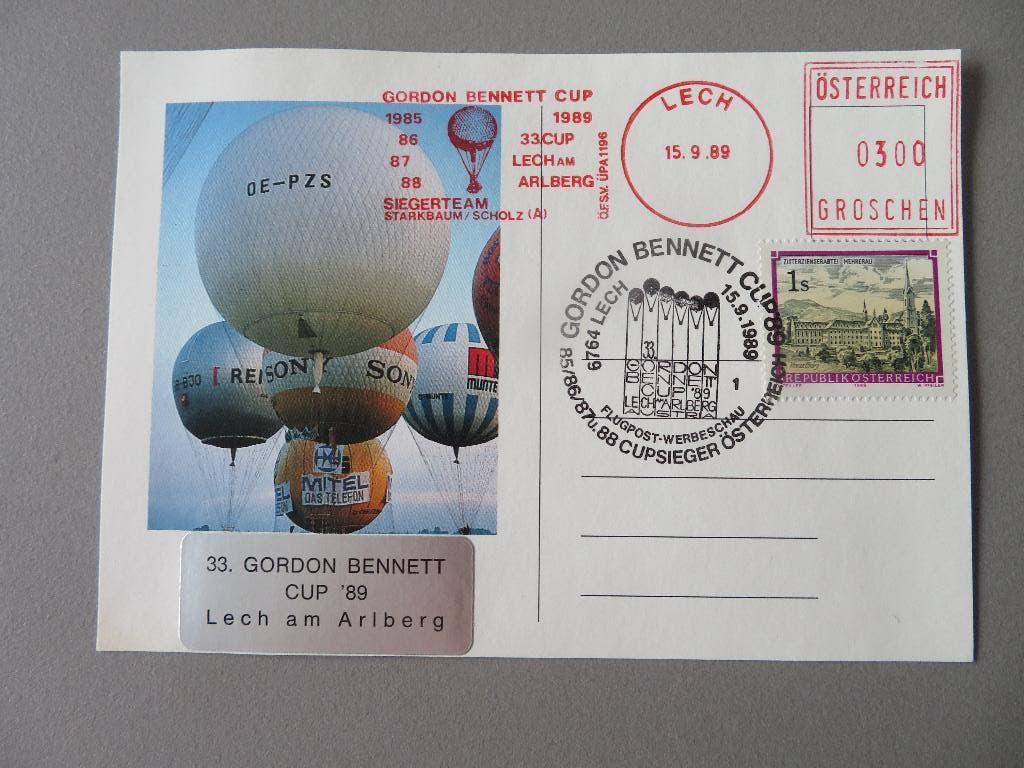 GORDON BENNETT CUP
1985 1989
86 33.CUP
87 LECH AM
88 ARLBERG
SIEGERTEAM
STARKBAUM/SCHOLZ (A)
Ö.F.S.V. ÜPA 1196
LECH
15.9.89
ÖSTERREICH
0300
GROSCHEN
OE-PZS
SONY
SONY
MITEL
DAS TELEFON
33. GORDON BENNETT
CUP '89
Lech am Arlberg
GORDON BENNETT CUP '89
6764 LECH 15.9.1989
33.
GORDON
BENNETT
CUP '89
LECH AM ARLBERG
AUSTRIA
1
FLUGPOST-WERBESCHAU
85/86/87 u. 88 CUPSIEGER ÖSTERREICH
ZISTERZIENSERABTEI MEHRERAU
1s
REPUBLIK ÖSTERREICH